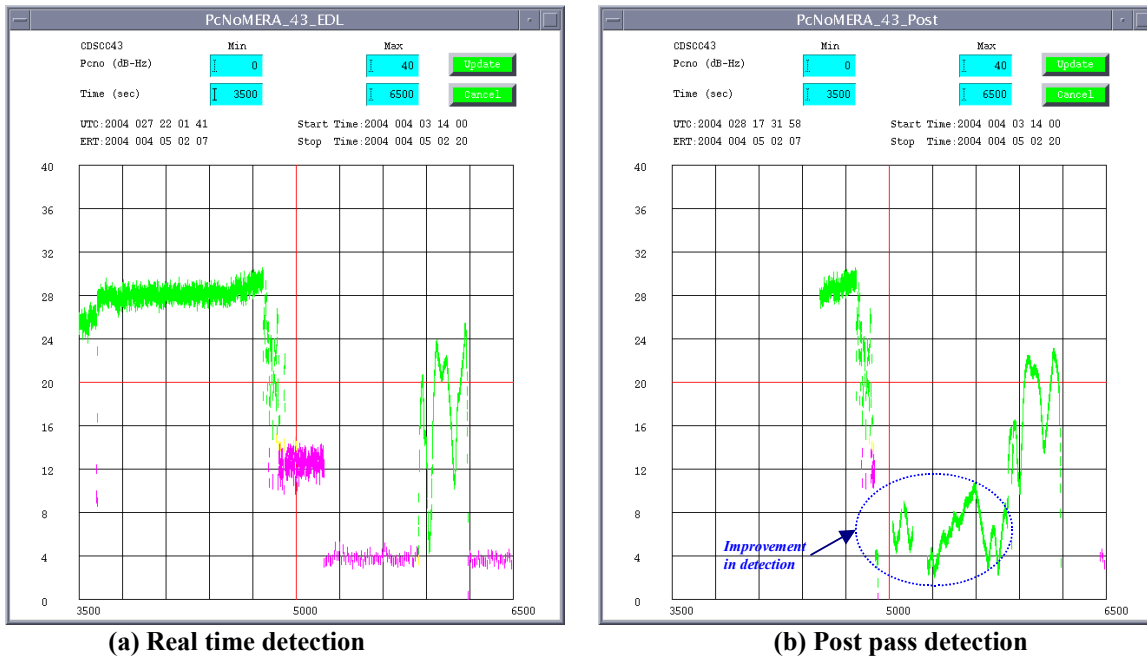 PcNoMERA_43_EDL
CDSCC43 Min Max
Pcno (dB-Hz) 0 40 Update
Time (sec) 3500 6500 Cancel
UTC:2004 027 22 01 41 Start Time:2004 004 03 14 00
ERT:2004 004 05 02 07 Stop Time:2004 004 05 02 20
40
36
32
28
24
20
16
12
8
4
0
3500 5000 6500
(a) Real time detection
PcNoMERA_43_Post
CDSCC43 Min Max
Pcno (dB-Hz) 0 40 Update
Time (sec) 3500 6500 Cancel
UTC:2004 028 17 31 58 Start Time:2004 004 03 14 00
ERT:2004 004 05 02 07 Stop Time:2004 004 05 02 20
40
36
32
28
24
20
16
12
8
4
0
Improvement
in detection
3500 5000 6500
(b) Post pass detection